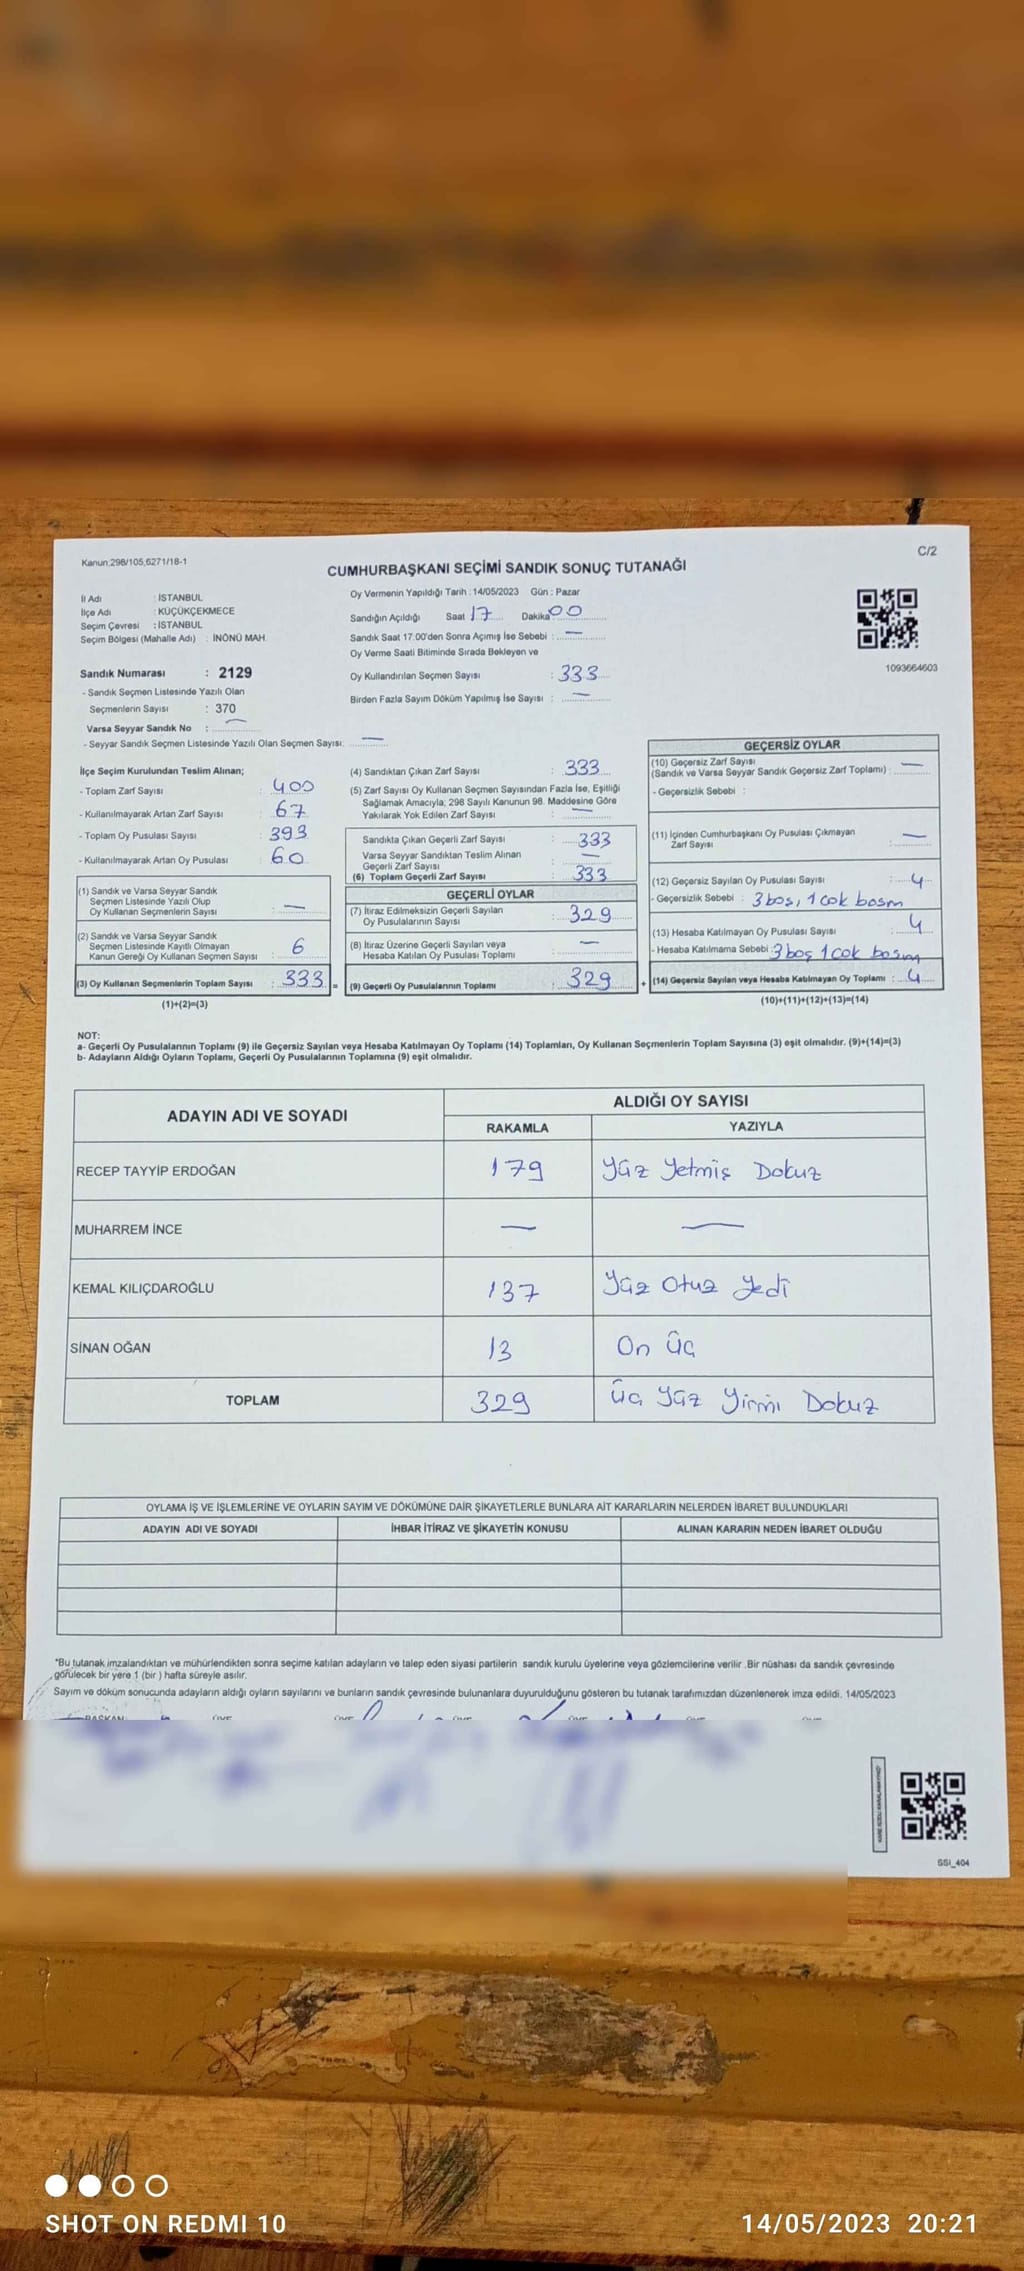 Kanun:298/105,6271/18-1
C/2
CUMHURBAŞKANI SEÇİMİ SANDIK SONUÇ TUTANAĞI
İl Adı : İSTANBUL
İlçe Adı : KÜÇÜKÇEKMECE
Seçim Çevresi : İSTANBUL
Seçim Bölgesi (Mahalle Adı) : İNÖNÜ MAH.
Oy Vermenin Yapıldığı Tarih : 14/05/2023 Gün : Pazar
Sandığın Açıldığı Saat 17 Dakika 00
Sandık Saat 17.00'den Sonra Açımış İse Sebebi : —
Oy Verme Saati Bitiminde Sırada Bekleyen ve
Oy Kullandırılan Seçmen Sayısı : 333
Birden Fazla Sayım Döküm Yapılmış İse Sayısı : —
1093664603
Sandık Numarası : 2129
- Sandık Seçmen Listesinde Yazılı Olan
Seçmenlerin Sayısı : 370
Varsa Seyyar Sandık No : —
- Seyyar Sandık Seçmen Listesinde Yazılı Olan Seçmen Sayısı: —
İlçe Seçim Kurulundan Teslim Alınan;
- Toplam Zarf Sayısı : 400
- Kullanılmayarak Artan Zarf Sayısı : 67
- Toplam Oy Pusulası Sayısı : 393
- Kullanılmayarak Artan Oy Pusulası : 60
(1) Sandık ve Varsa Seyyar Sandık
Seçmen Listesinde Yazılı Olup
Oy Kullanan Seçmenlerin Sayısı : —
(2) Sandık ve Varsa Seyyar Sandık
Seçmen Listesinde Kayıtlı Olmayan
Kanun Gereği Oy Kullanan Seçmen Sayısı : 6
(3) Oy Kullanan Seçmenlerin Toplam Sayısı : 333 =
(1)+(2)=(3)
(4) Sandıktan Çıkan Zarf Sayısı : 333
(5) Zarf Sayısı Oy Kullanan Seçmen Sayısından Fazla İse, Eşitliği
Sağlamak Amacıyla; 298 Sayılı Kanunun 98. Maddesine Göre
Yakılarak Yok Edilen Zarf Sayısı : —
Sandıkta Çıkan Geçerli Zarf Sayısı : 333
Varsa Seyyar Sandıktan Teslim Alınan
Geçerli Zarf Sayısı : —
(6) Toplam Geçerli Zarf Sayısı : 333
GEÇERLİ OYLAR
(7) İtiraz Edilmeksizin Geçerli Sayılan
Oy Pusulalarının Sayısı : 329
(8) İtiraz Üzerine Geçerli Sayılan veya
Hesaba Katılan Oy Pusulası Toplamı : —
(9) Geçerli Oy Pusulalarının Toplamı : 329 +
GEÇERSİZ OYLAR
(10) Geçersiz Zarf Sayısı
(Sandık ve Varsa Seyyar Sandık Geçersiz Zarf Toplamı) : —
- Geçersizlik Sebebi :
(11) İçinden Cumhurbaşkanı Oy Pusulası Çıkmayan
Zarf Sayısı : —
(12) Geçersiz Sayılan Oy Pusulası Sayısı : 4
- Geçersizlik Sebebi : 3 boş, 1 cok basım
(13) Hesaba Katılmayan Oy Pusulası Sayısı : 4
- Hesaba Katılmama Sebebi : 3 boş 1 cok basım
(14) Geçersiz Sayılan veya Hesaba Katılmayan Oy Toplamı : 4
(10)+(11)+(12)+(13)=(14)
NOT:
a- Geçerli Oy Pusulalarının Toplamı (9) ile Geçersiz Sayılan veya Hesaba Katılmayan Oy Toplamı (14) Toplamları, Oy Kullanan Seçmenlerin Toplam Sayısına (3) eşit olmalıdır. (9)+(14)=(3)
b- Adayların Aldığı Oyların Toplamı, Geçerli Oy Pusulalarının Toplamına (9) eşit olmalıdır.
ADAYIN ADI VE SOYADI
ALDIĞI OY SAYISI
RAKAMLA YAZIYLA
RECEP TAYYİP ERDOĞAN 179 Yüz Yetmiş Dokuz
MUHARREM İNCE — —
KEMAL KILIÇDAROĞLU 137 Yüz Otuz Yedi
SİNAN OĞAN 13 On Üç
TOPLAM 329 Üç Yüz Yirmi Dokuz
OYLAMA İŞ VE İŞLEMLERİNE VE OYLARIN SAYIM VE DÖKÜMÜNE DAİR ŞİKAYETLERLE BUNLARA AİT KARARLARIN NELERDEN İBARET BULUNDUKLARI
ADAYIN ADI VE SOYADI İHBAR İTİRAZ VE ŞİKAYETİN KONUSU ALINAN KARARIN NEDEN İBARET OLDUĞU
*Bu tutanak imzalandıktan ve mühürlendikten sonra seçime katılan adayların ve talep eden siyasi partilerin sandık kurulu üyelerine veya gözlemcilerine verilir .Bir nüshası da sandık çevresinde
görülecek bir yere 1 (bir ) hafta süreyle asılır.
Sayım ve döküm sonucunda adayların aldığı oyların sayılarını ve bunların sandık çevresinde bulunanlara duyurulduğunu gösteren bu tutanak tarafımızdan düzenlenerek imza edildi. 14/05/2023
BAŞKAN
SSİ_404
SHOT ON REDMI 10
14/05/2023 20:21